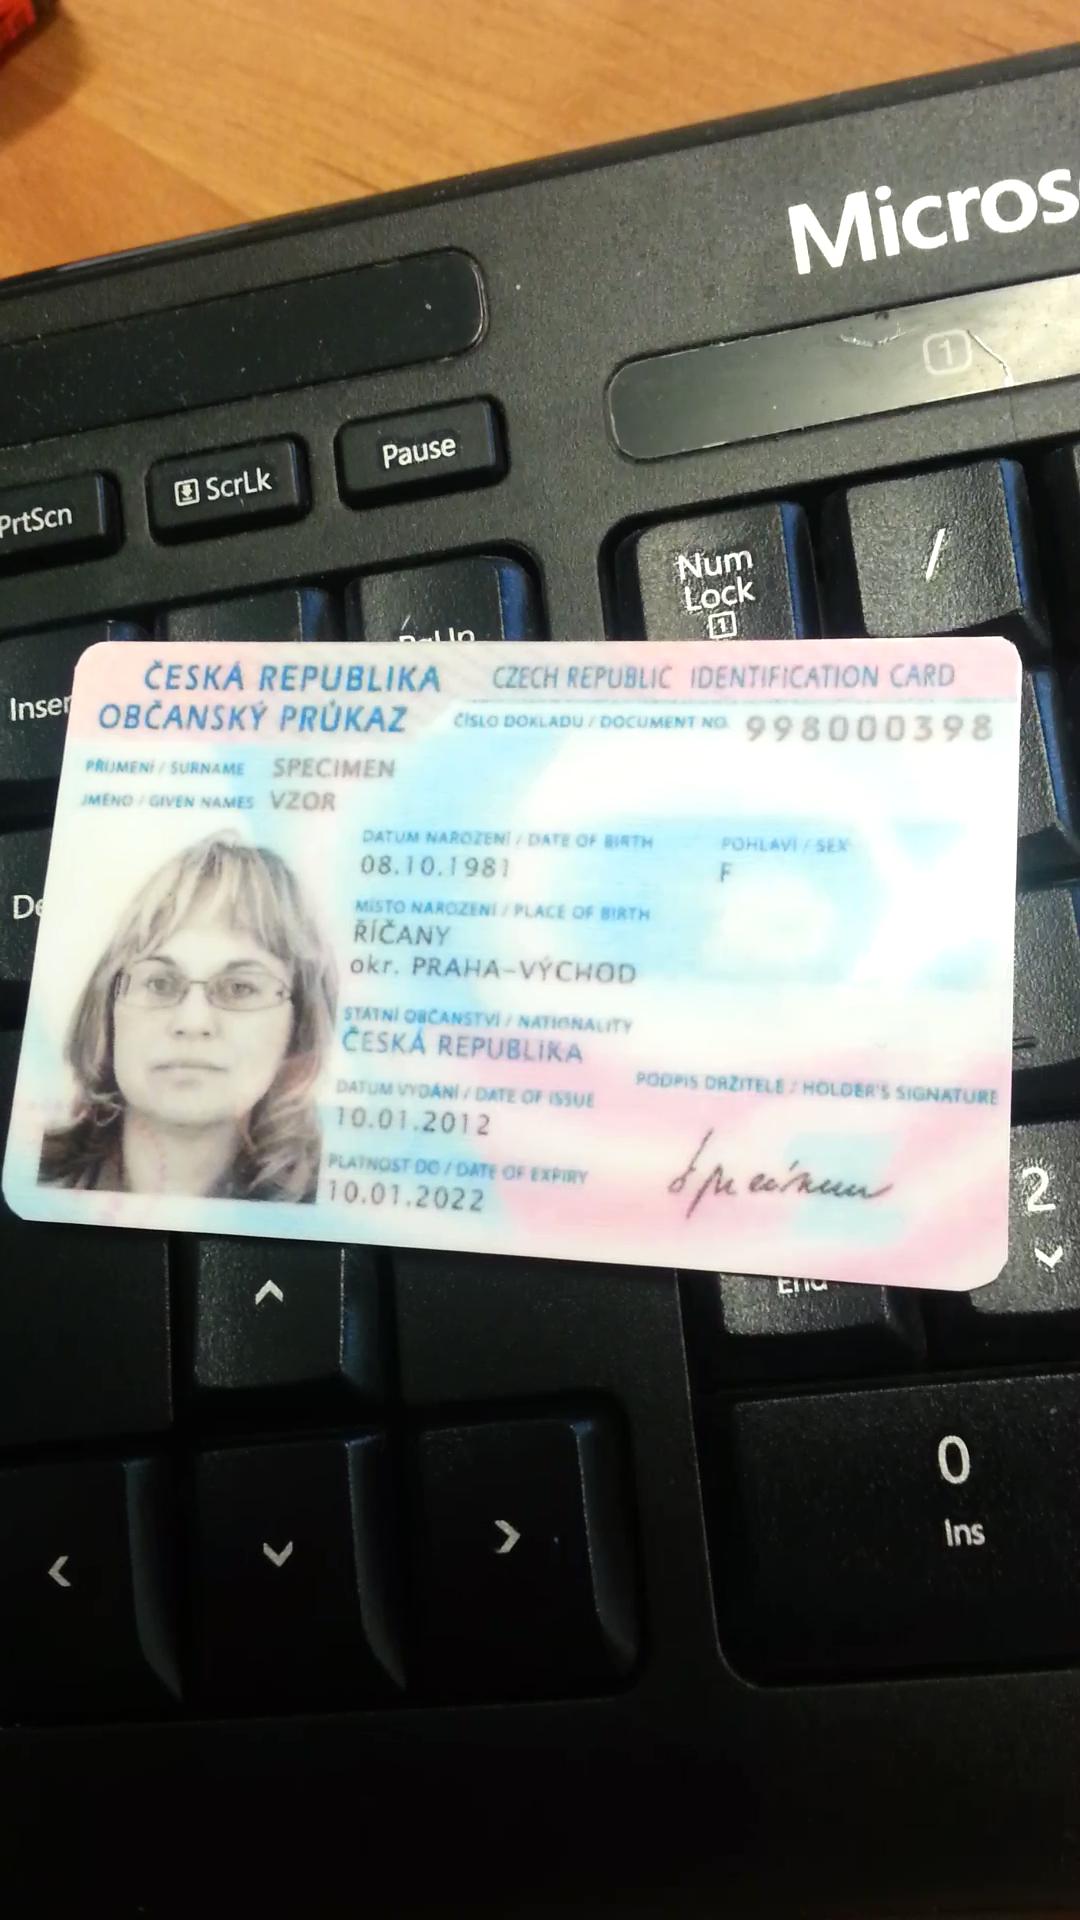 Micros
1
Pause
ScrLk
PrtScn
Num
Lock
1
/
PgUp
Inser
ČESKÁ REPUBLIKA CZECH REPUBLIC IDENTIFICATION CARD
OBČANSKÝ PRŮKAZ ČÍSLO DOKLADU / DOCUMENT NO. 998000398
PŘÍJMENÍ / SURNAME SPECIMEN
JMÉNO / GIVEN NAMES VZOR
DATUM NAROZENÍ / DATE OF BIRTH POHLAVÍ / SEX
08.10.1981 F
De
MÍSTO NAROZENÍ / PLACE OF BIRTH
ŘÍČANY
okr. PRAHA-VÝCHOD
STÁTNÍ OBČANSTVÍ / NATIONALITY
ČESKÁ REPUBLIKA
DATUM VYDÁNÍ / DATE OF ISSUE PODPIS DRŽITELE / HOLDER'S SIGNATURE
10.01.2012
PLATNOST DO / DATE OF EXPIRY Specimen
10.01.2022
2
End
0
Ins